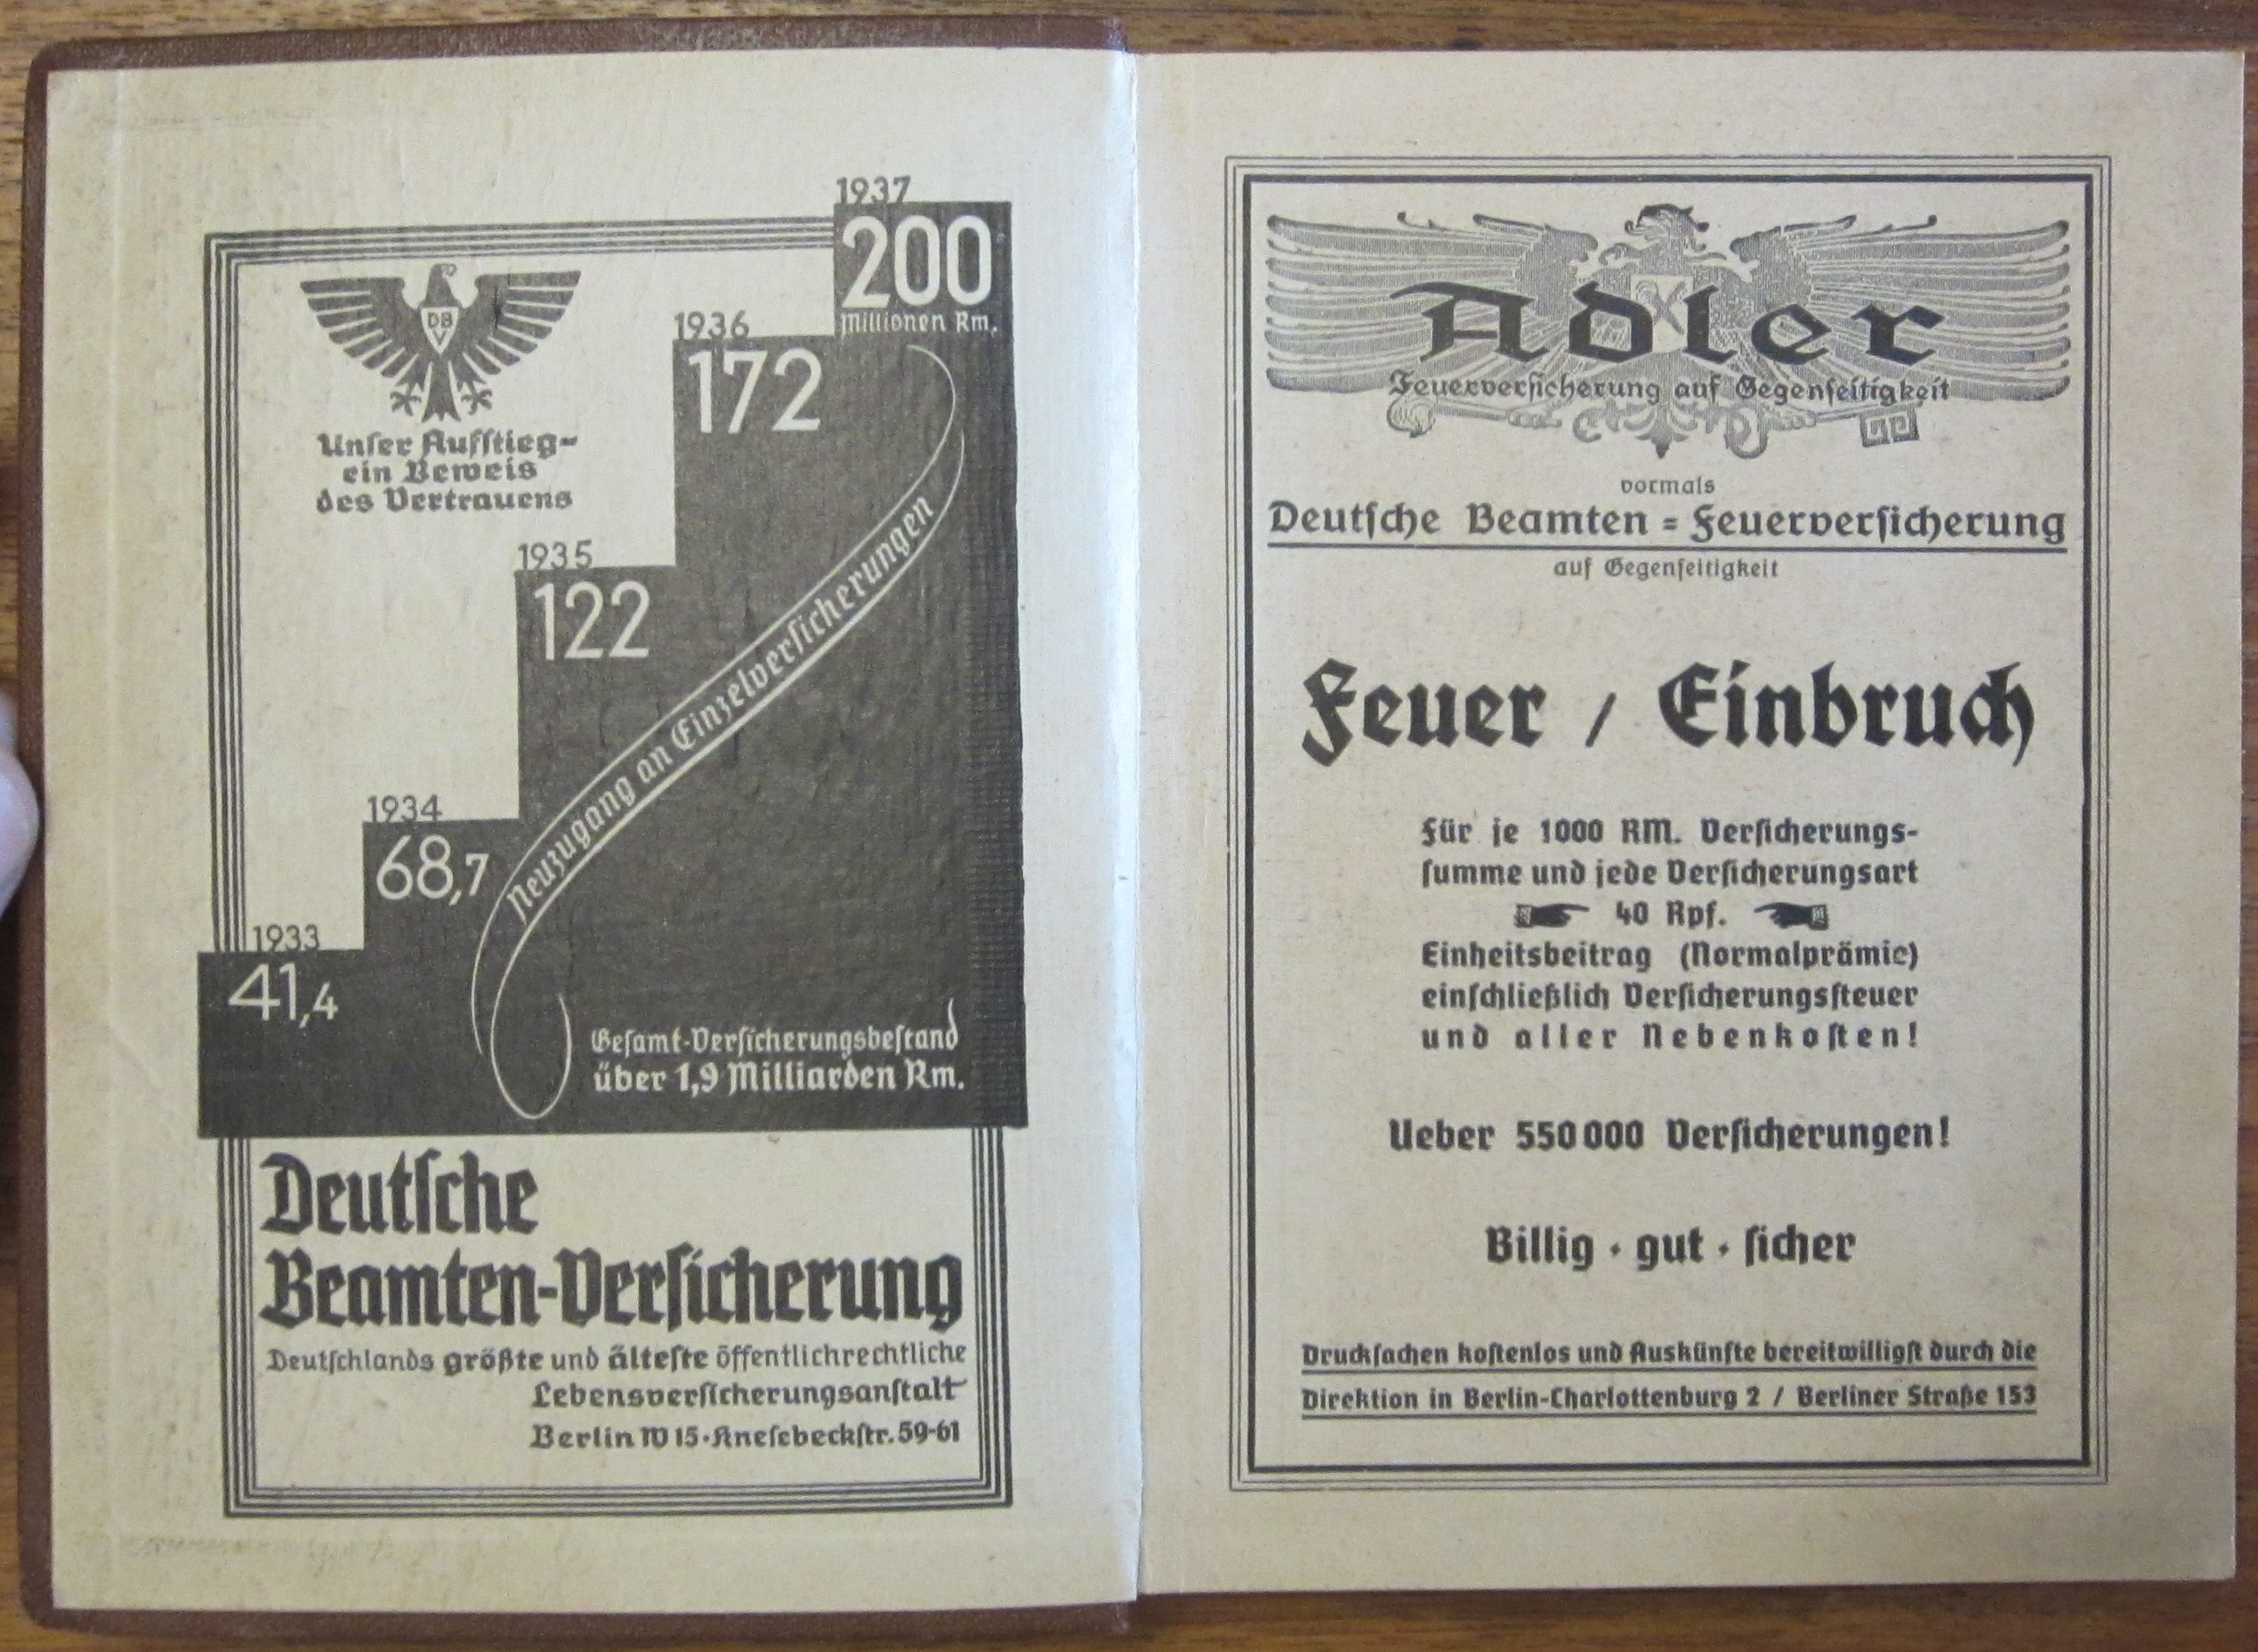 1937
200
Millionen Rm.
1936
172
1935
122
1934
68,7
1933
41,4
DB
V
Unser Aufstieg-
ein Beweis
des Vertrauens
Neuzugang an Einzelversicherungen
Gesamt-Versicherungsbestand
über 1,9 Milliarden Rm.
Deutsche
Beamten-Versicherung
Deutschlands größte und älteste öffentlichrechtliche
Lebensversicherungsanstalt
Berlin W 15·Knesebeckstr. 59-61
Adler
Feuerversicherung auf Gegenseitigkeit
vormals
Deutsche Beamten = Feuerversicherung
auf Gegenseitigkeit
Feuer / Einbruch
Für je 1000 RM. Versicherungs-
summe und jede Versicherungsart
40 Rpf.
Einheitsbeitrag (Normalprämie)
einschließlich Versicherungssteuer
und aller Nebenkosten!
Ueber 550000 Versicherungen!
Billig · gut · sicher
Drucksachen kostenlos und Auskünfte bereitwilligst durch die
Direktion in Berlin-Charlottenburg 2 / Berliner Straße 153